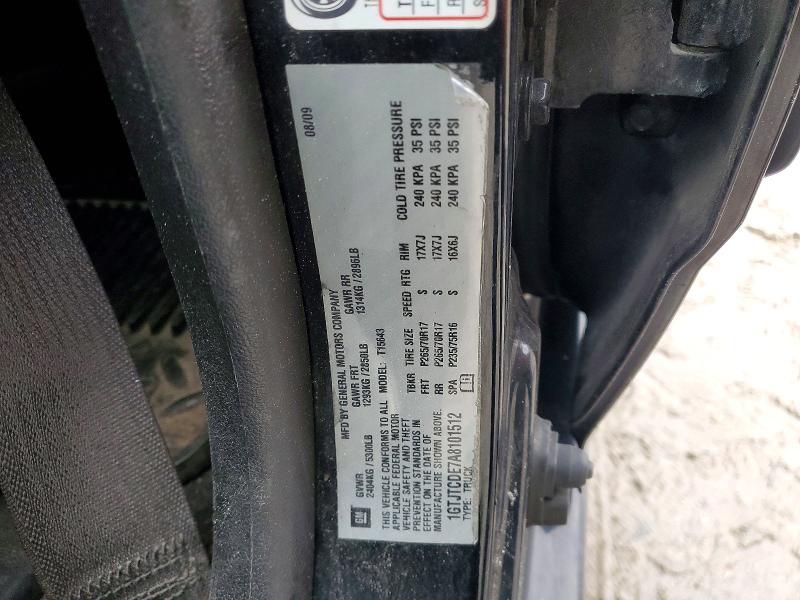 MFD BY GENERAL MOTORS COMPANY
08/09
GM
GVWR GAWR FRT GAWR RR
2404KG / 5300LB 1293KG / 2850LB 1314KG / 2896LB
THIS VEHICLE CONFORMS TO ALL
APPLICABLE FEDERAL MOTOR
VEHICLE SAFETY AND THEFT
PREVENTION STANDARDS IN
EFFECT ON THE DATE OF
MANUFACTURE SHOWN ABOVE.
1GTJTCDE7A8101512
TYPE: TRUCK
MODEL: T15643
TBKR TIRE SIZE SPEED RTG RIM COLD TIRE PRESSURE
FRT P265/70R17 S 17X7J 240 KPA 35 PSI
RR P265/70R17 S 17X7J 240 KPA 35 PSI
SPA P235/75R16 S 16X6J 240 KPA 35 PSI